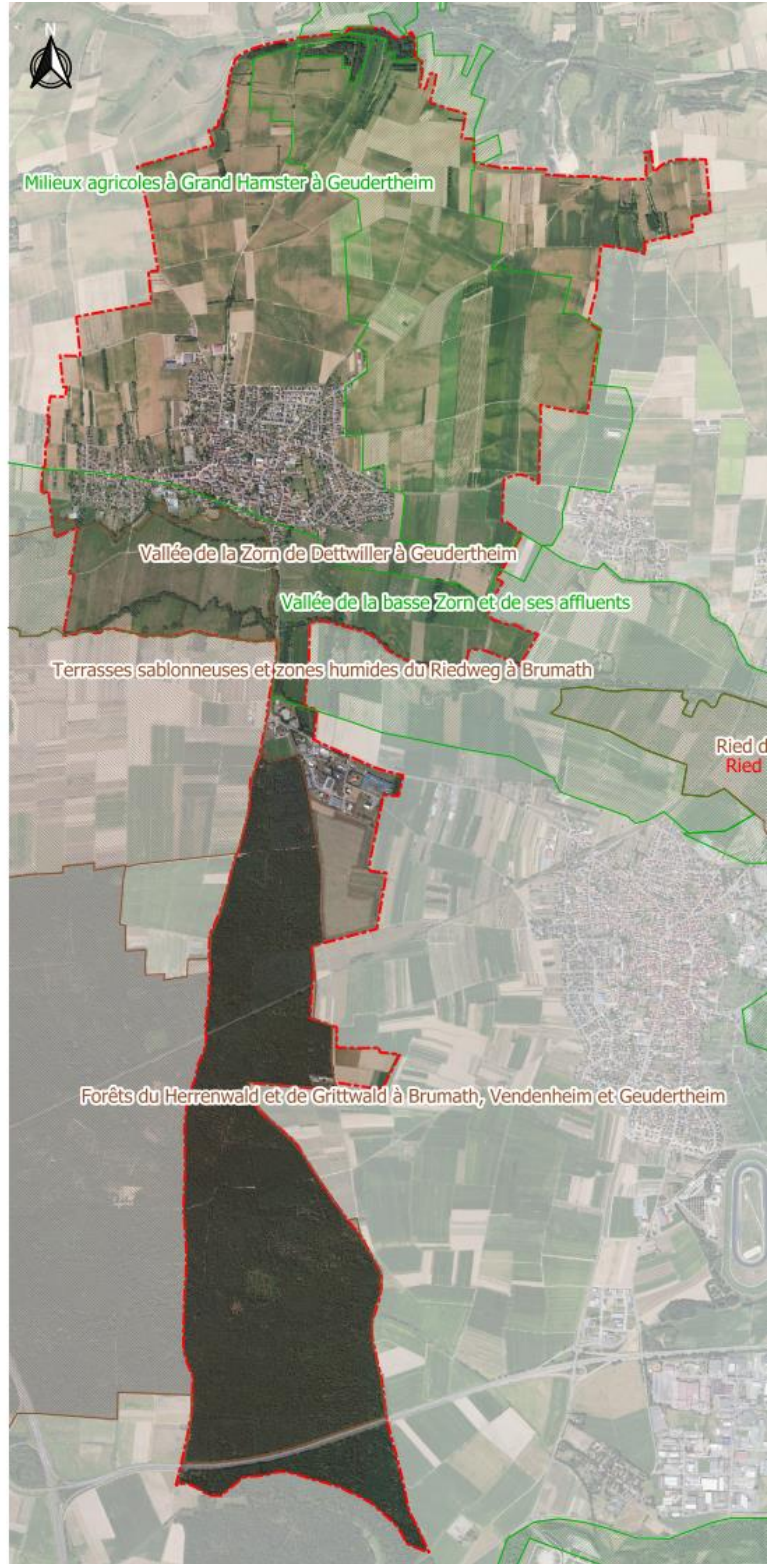 N
Milieux agricoles à Grand Hamster à Geudertheim
Vallée de la Zorn de Dettwiller à Geudertheim
Vallée de la basse Zorn et de ses affluents
Terrasses sablonneuses et zones humides du Riedweg à Brumath
Ried d
Ried
Forêts du Herrenwald et de Grittwald à Brumath, Vendenheim et Geudertheim